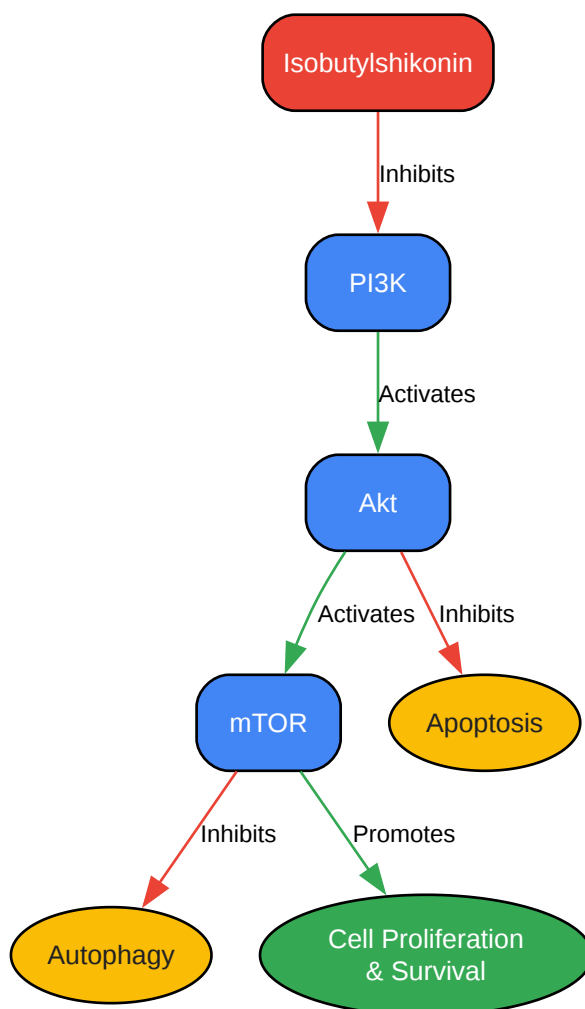 Isobutylshikonin
Inhibits
PI3K
Activates
Akt
Activates
Inhibits
mTOR
Apoptosis
Inhibits
Promotes
Autophagy
Cell Proliferation
& Survival